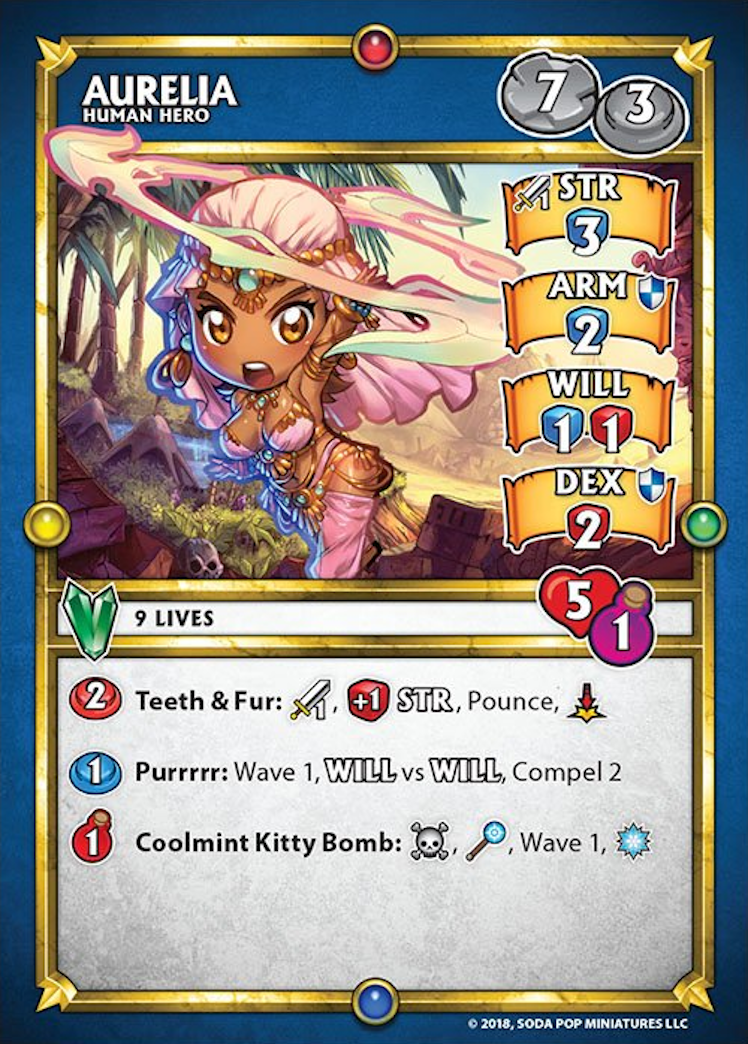 AURELIA
HUMAN HERO
7 3
STR
3
ARM
2
WILL
1 1
DEX
2
9 LIVES
5
1
2 Teeth & Fur: , +1 STR, Pounce,
1 Purrrrr: Wave 1, WILL vs WILL, Compel 2
1 Coolmint Kitty Bomb: , , Wave 1,
© 2018, SODA POP MINIATURES LLC